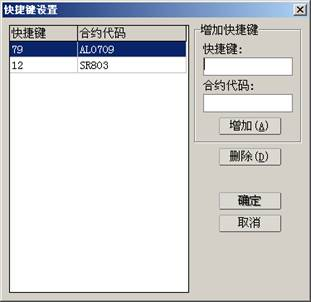 快捷键设置
快捷键 合约代码
79 AL0709
12 SR803
增加快捷键
快捷键:
合约代码:
增加(A)
删除(D)
确定
取消